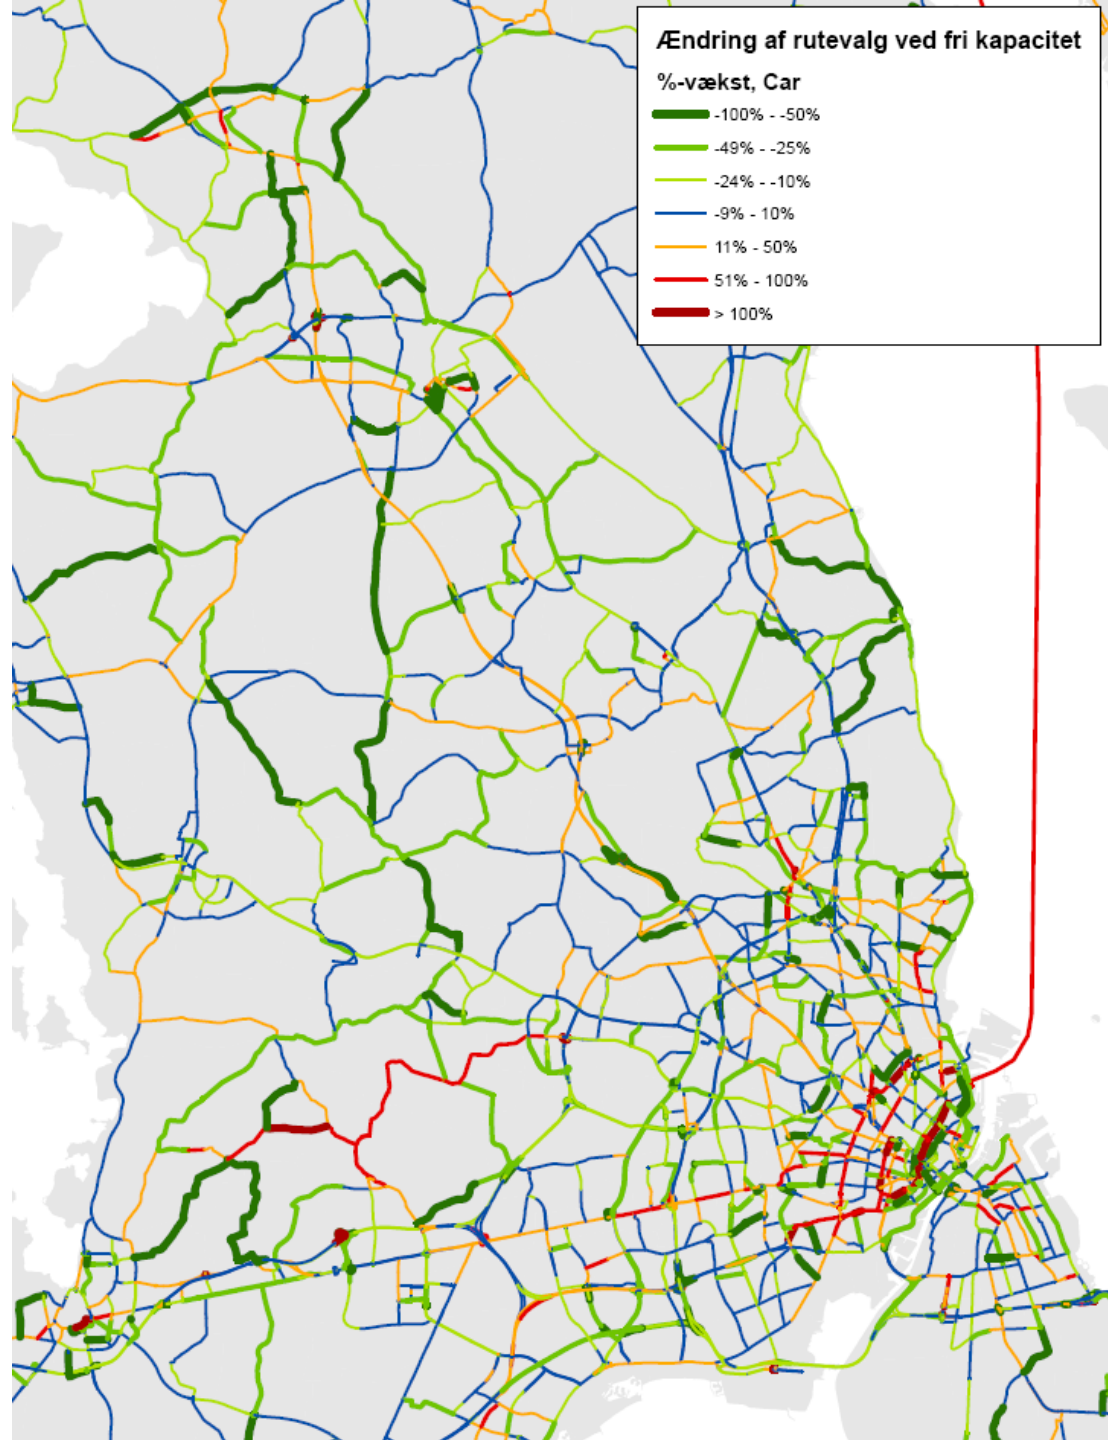 Ændring af rutevalg ved fri kapacitet
%-vækst, Car
-100% - -50%
-49% - -25%
-24% - -10%
-9% - 10%
11% - 50%
51% - 100%
> 100%